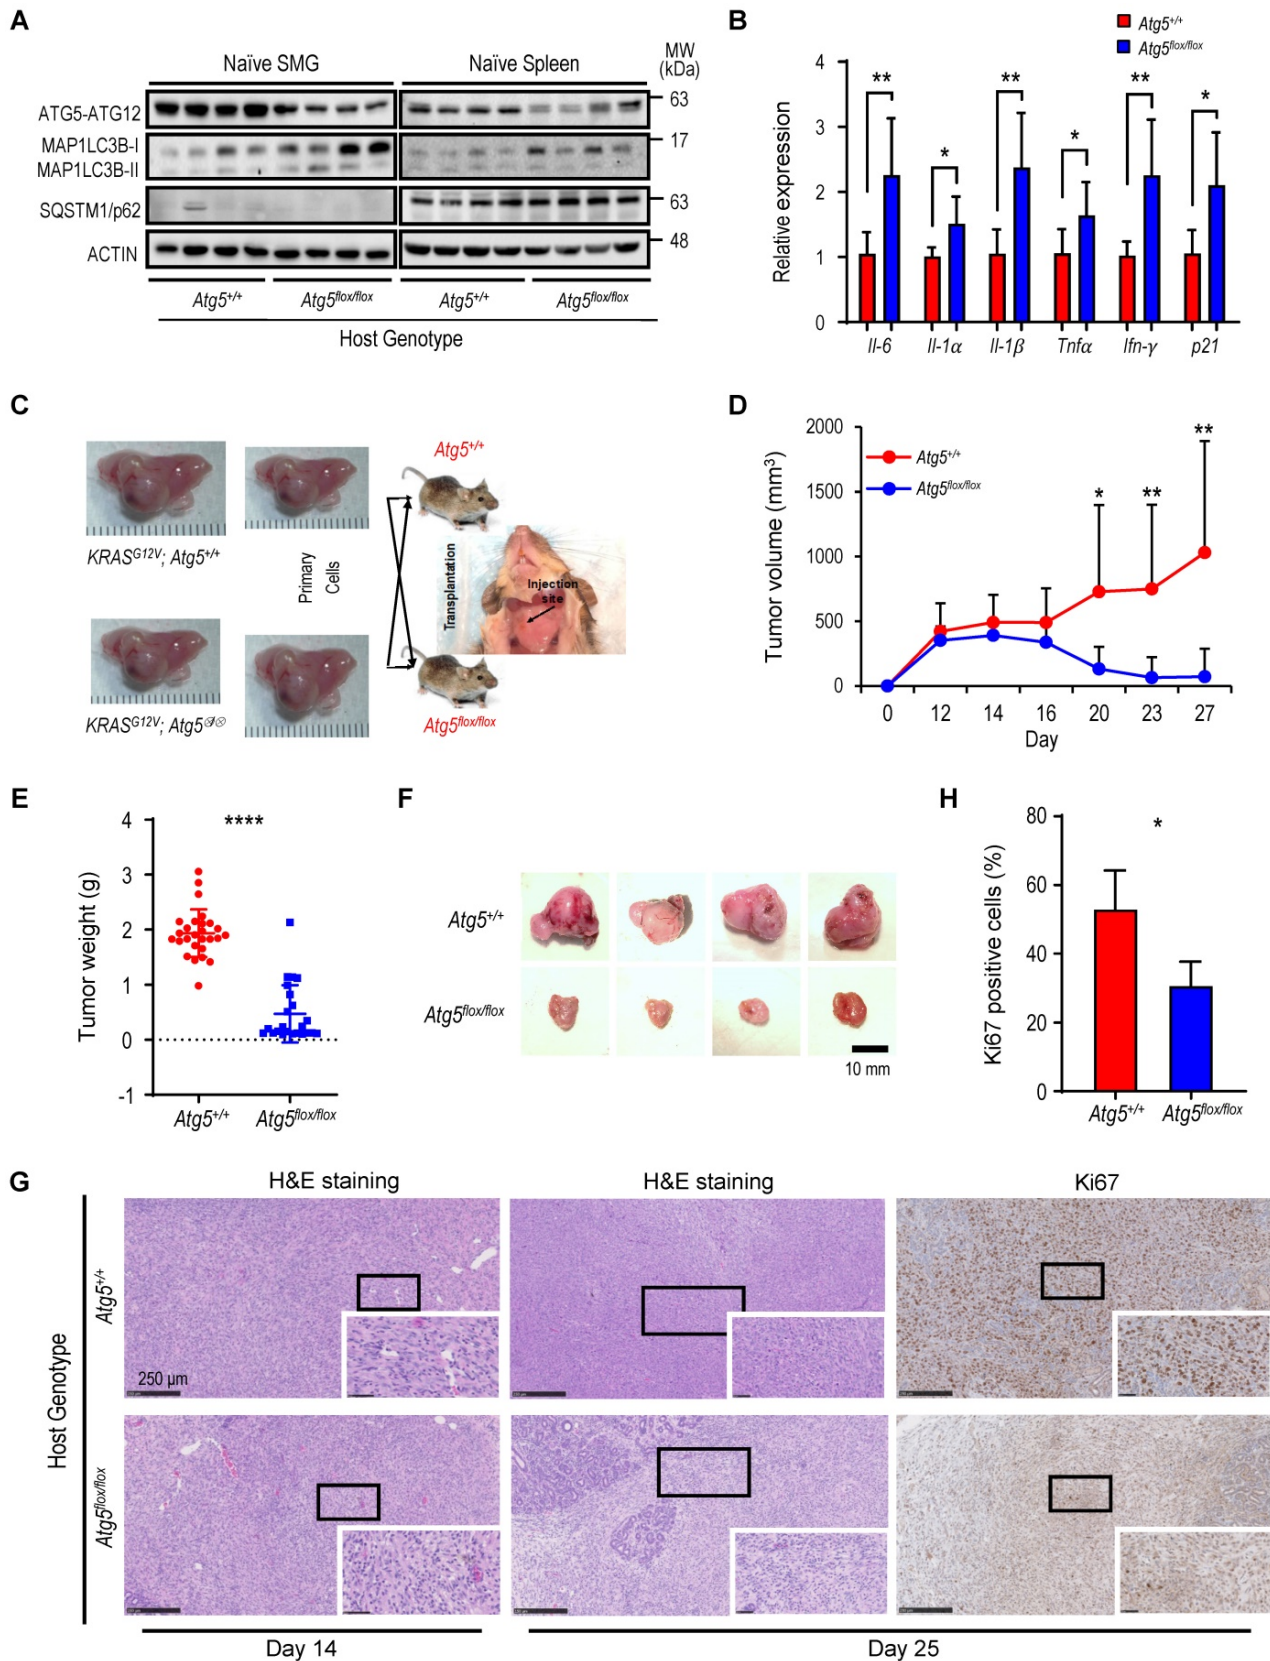 A
Naïve SMG
Naïve Spleen
MW
(kDa)
ATG5-ATG12
63
MAP1LC3B-I
17
MAP1LC3B-II
SQSTM1/p62
63
ACTIN
48
Atg5+/+
Atg5flox/flox
Atg5+/+
Atg5flox/flox
Host Genotype
B
Atg5+/+
Atg5flox/flox
Relative expression
4
3
2
1
0
**
*
**
*
**
*
Il-6
Il-1α
Il-1β
Tnfα
Ifn-γ
p21
C
KRASG12V; Atg5+/+
Primary
Cells
Atg5+/+
Transplantation
Injection
site
KRASG12V; Atg5
Atg5flox/flox
D
Tumor volume (mm3)
2000
1500
1000
500
0
Atg5+/+
Atg5flox/flox
*
**
**
0
12
14
16
20
23
27
Day
E
Tumor weight (g)
4
3
2
1
0
-1
****
Atg5+/+
Atg5flox/flox
F
Atg5+/+
Atg5flox/flox
10 mm
H
Ki67 positive cells (%)
80
60
40
20
0
*
Atg5+/+
Atg5flox/flox
G
H&E staining
H&E staining
Ki67
Host Genotype
Atg5+/+
250 µm
Atg5flox/flox
Day 14
Day 25